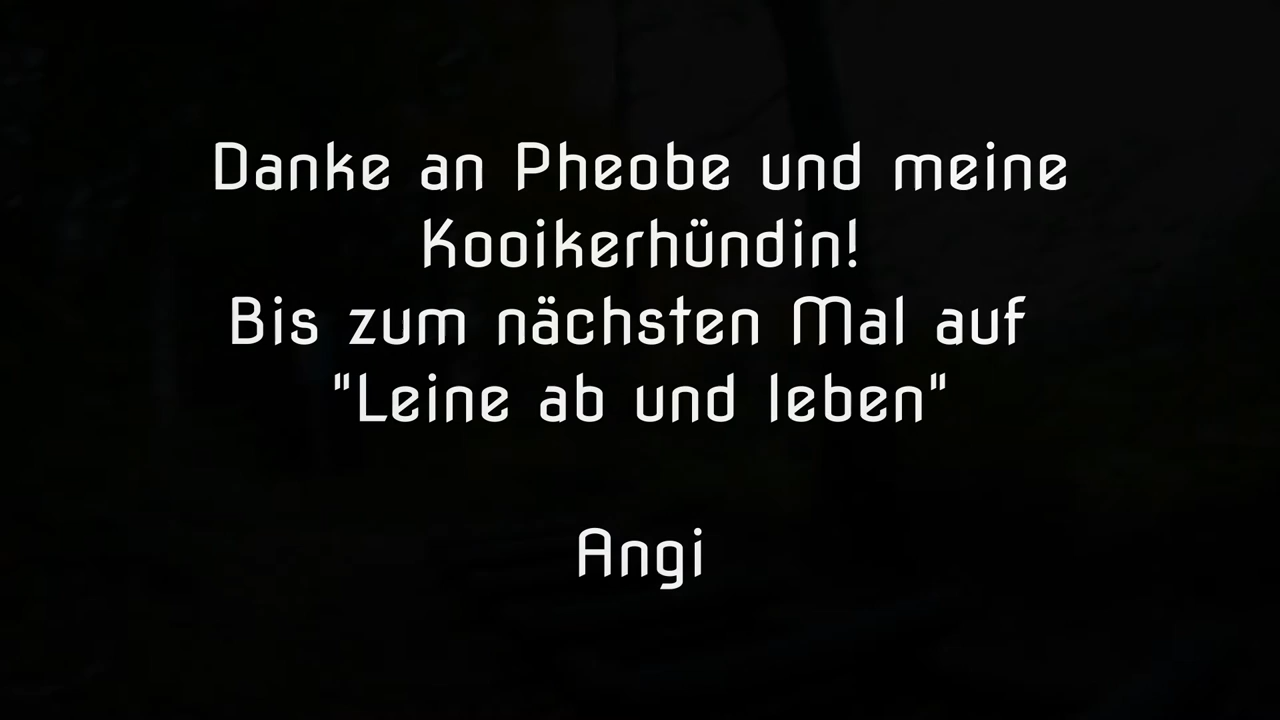 Danke an Pheobe und meine
Kooikerhündin!
Bis zum nächsten Mal auf
"Leine ab und leben"
Angi